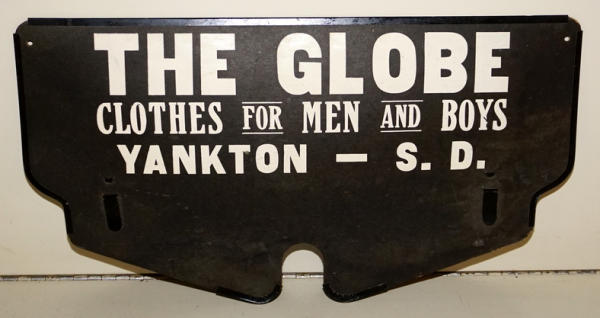 THE GLOBE
CLOTHES FOR MEN AND BOYS
YANKTON — S. D.